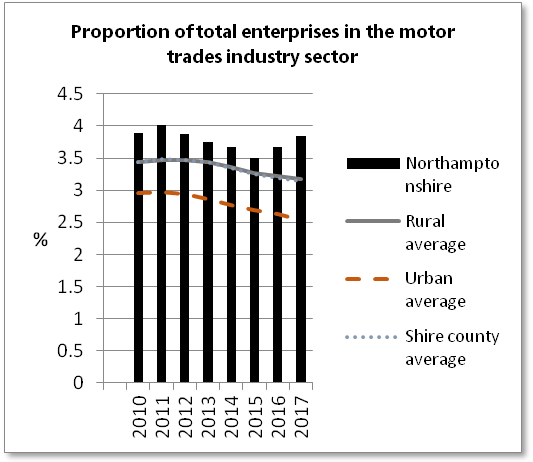 Proportion of total enterprises in the motor
trades industry sector
4.5
4
3.5
3
2.5
2
1.5
1
0.5
0
%
2010
2011
2012
2013
2014
2015
2016
2017
Northampto
nshire
Rural
average
Urban
average
Shire county
average